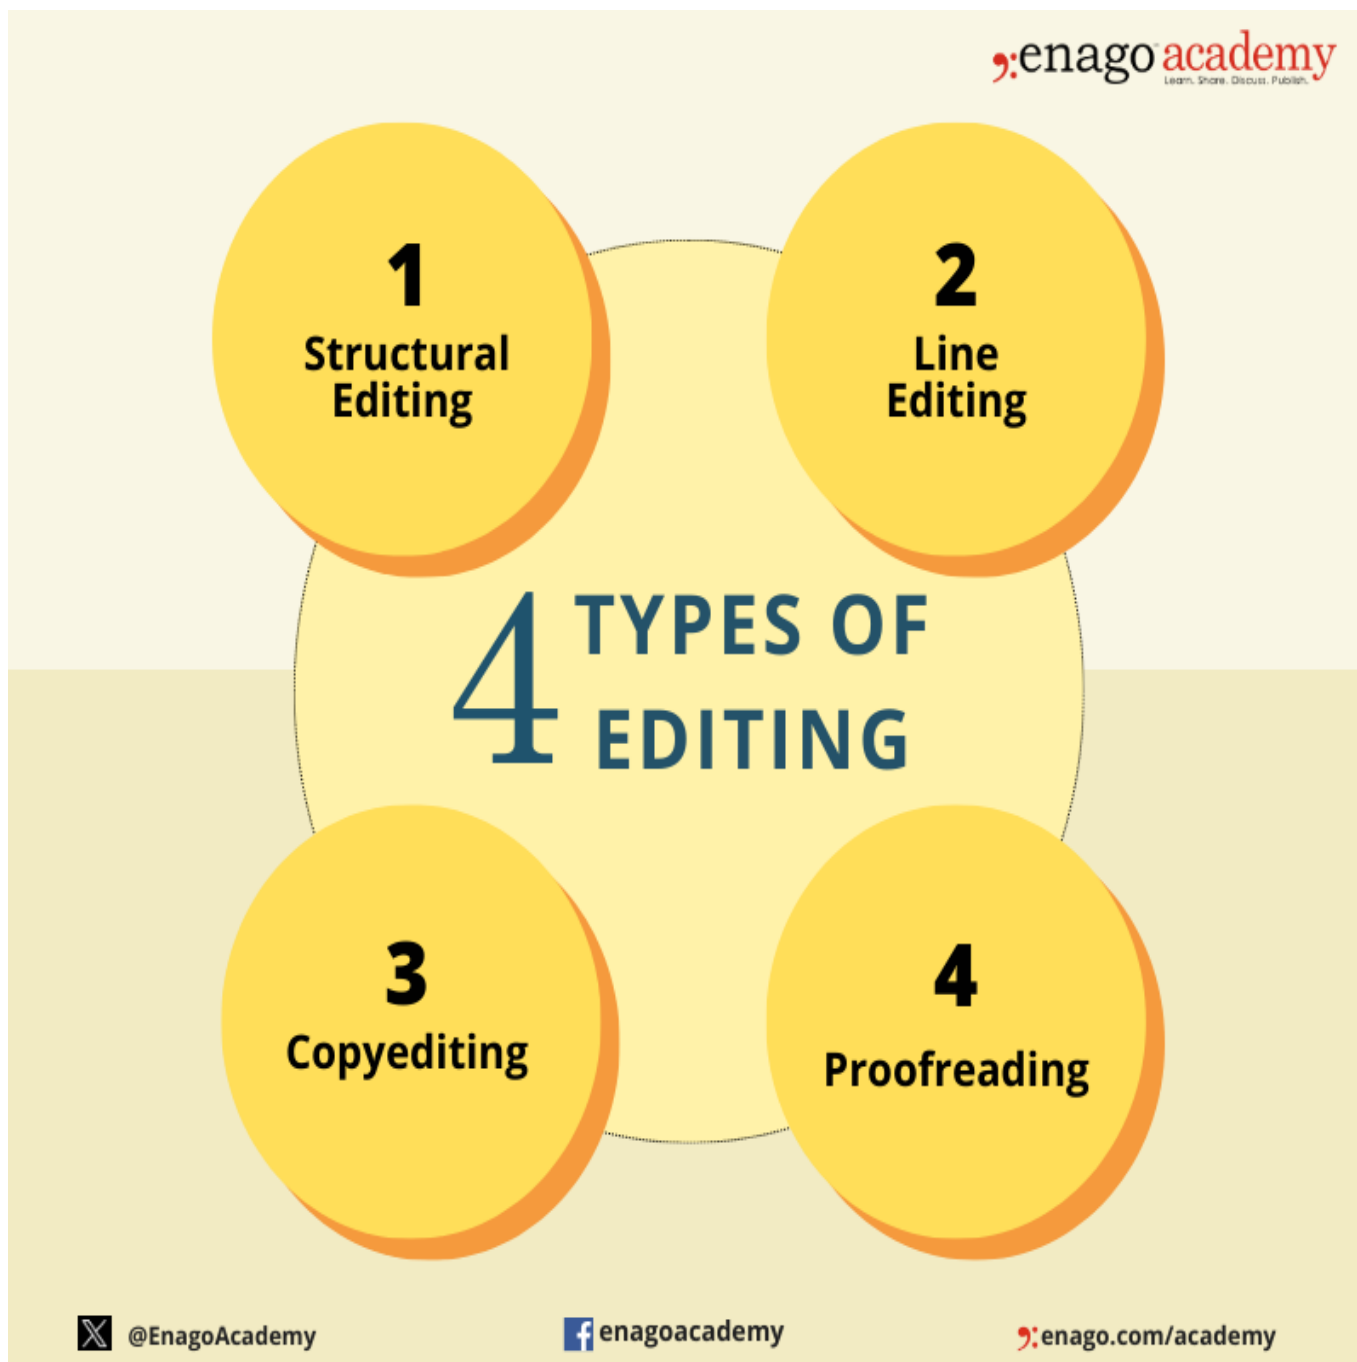 enago academy
Learn. Share. Discuss. Publish.
1
Structural
Editing
2
Line
Editing
4 TYPES OF
EDITING
3
Copyediting
4
Proofreading
@EnagoAcademy
enagoacademy
enago.com/academy